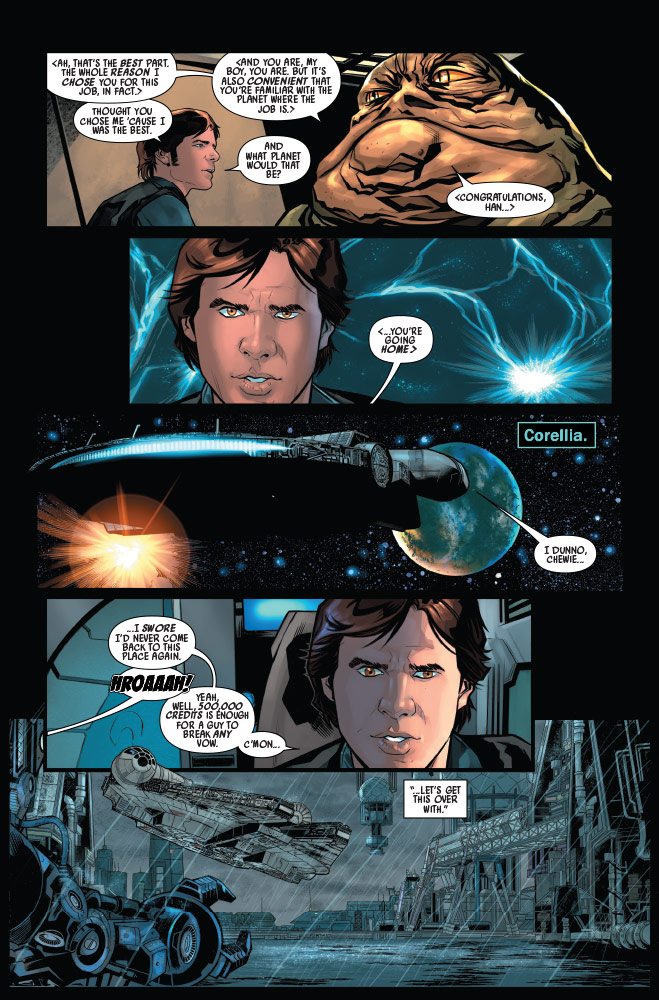 <AH, THAT'S THE BEST PART.
THE WHOLE REASON I
CHOSE YOU FOR THIS
JOB, IN FACT.>
THOUGHT YOU
CHOSE ME 'CAUSE I
WAS THE BEST.
<AND YOU ARE, MY
BOY, YOU ARE. BUT IT'S
ALSO CONVENIENT THAT
YOU'RE FAMILIAR WITH THE
PLANET WHERE THE
JOB IS.>
AND
WHAT PLANET
WOULD THAT
BE?
<CONGRATULATIONS,
HAN...>
<...YOU'RE
GOING
HOME>
Corellia.
I DUNNO,
CHEWIE...
...I SWORE
I'D NEVER COME
BACK TO THIS
PLACE AGAIN.
HROAAAH!
YEAH,
WELL, 500,000
CREDITS IS ENOUGH
FOR A GUY TO
BREAK ANY
VOW.
C'MON...
"...LET'S GET
THIS OVER
WITH."